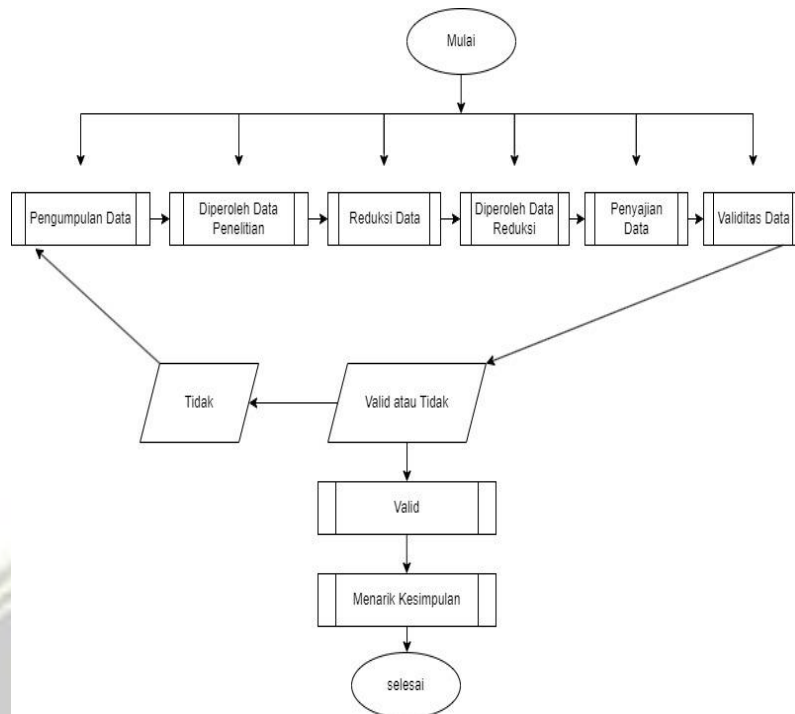 Mulai
Pengumpulan Data
Diperoleh Data
Penelitian
Reduksi Data
Diperoleh Data
Reduksi
Penyajian
Data
Validitas Data
Tidak
Valid atau Tidak
Valid
Menarik Kesimpulan
selesai